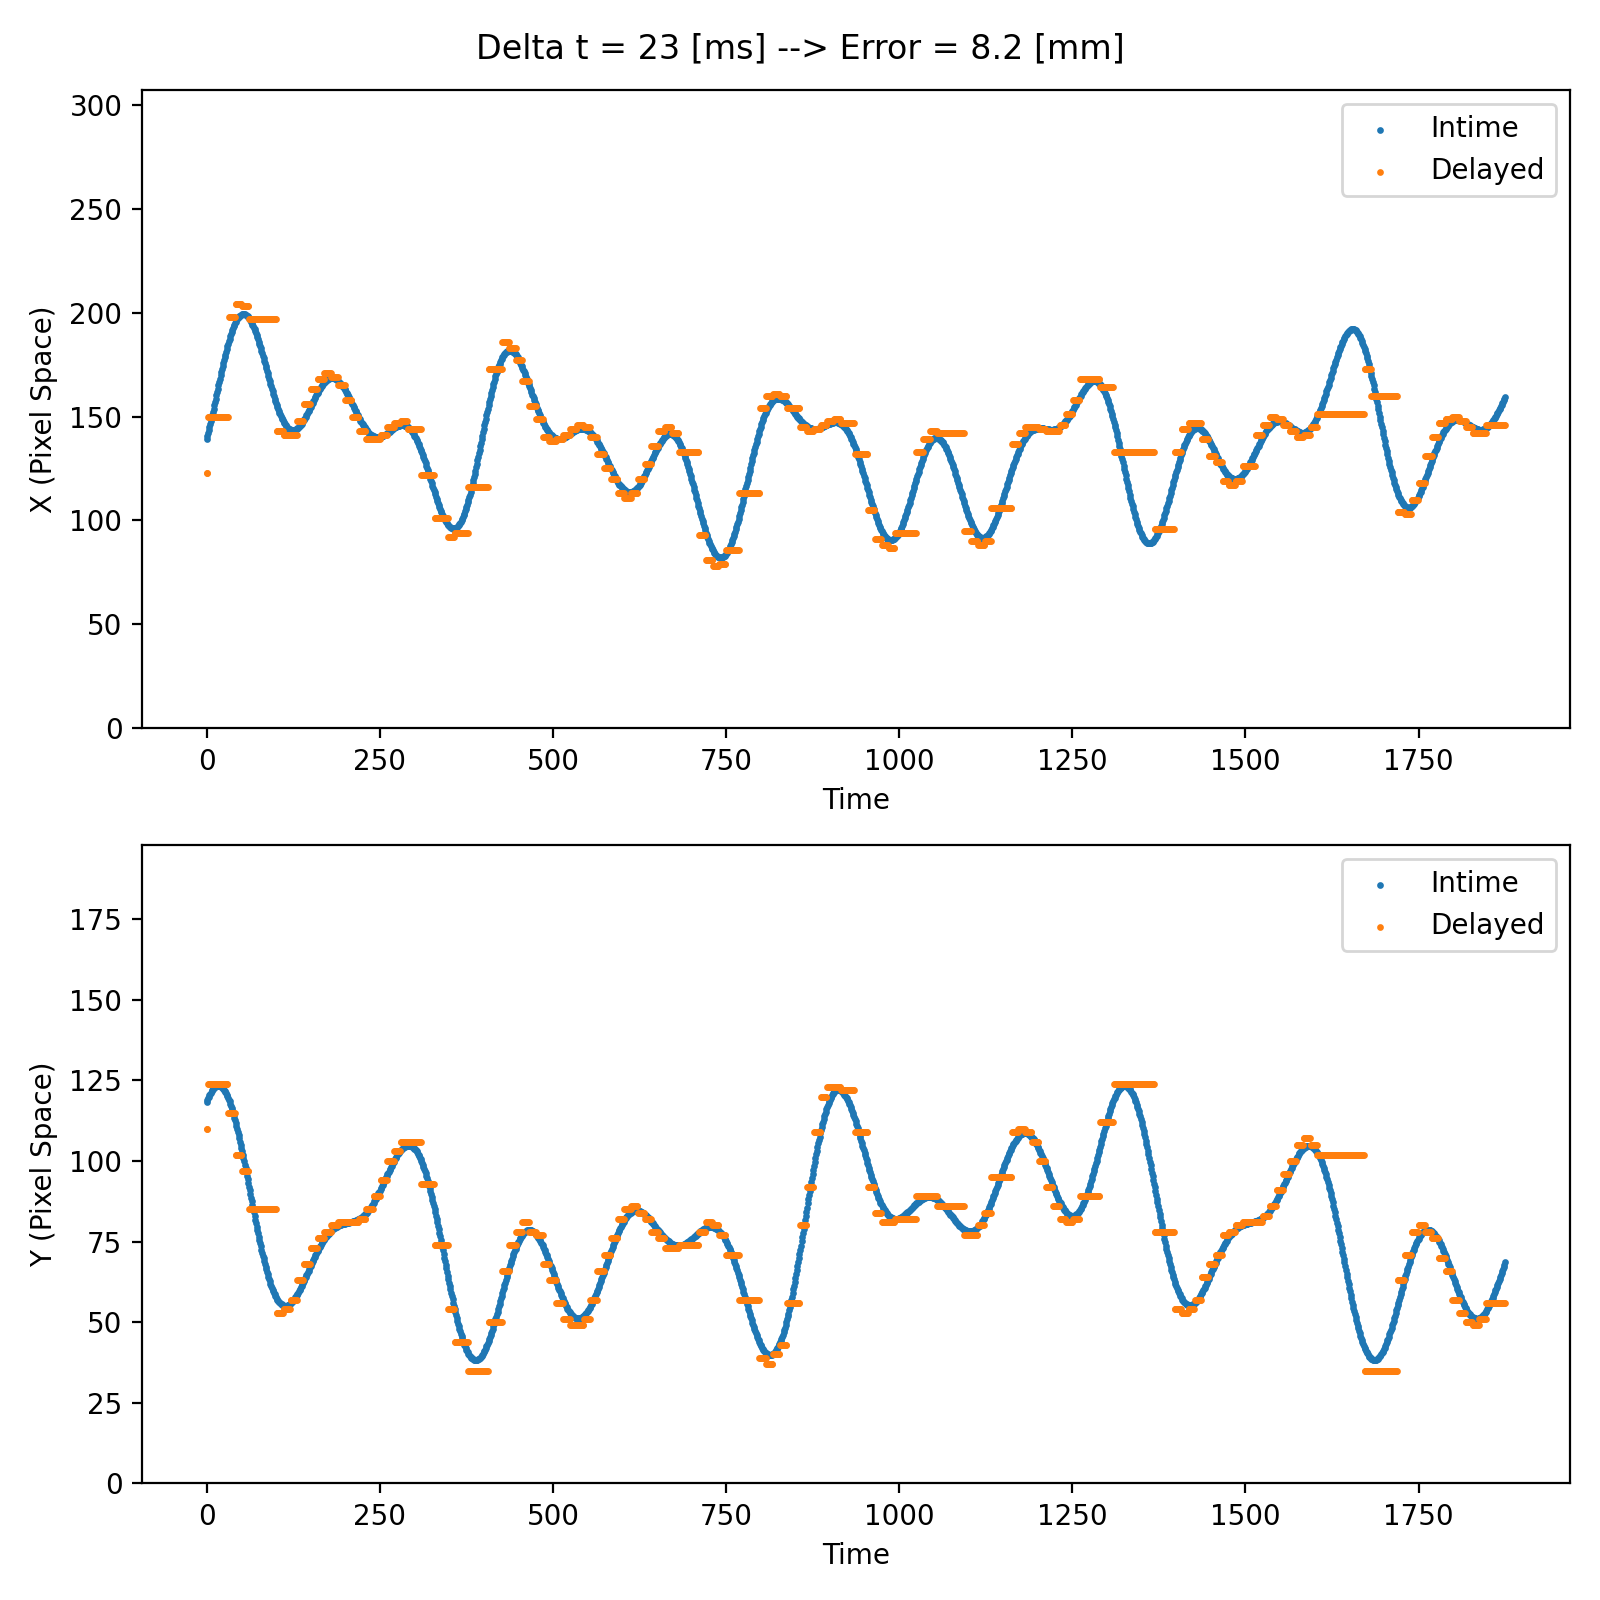 Delta t = 23 [ms] --> Error = 8.2 [mm]
300
250
200
150
100
50
0
X (Pixel Space)
Intime
Delayed
0 250 500 750 1000 1250 1500 1750
Time
175
150
125
100
75
50
25
0
Y (Pixel Space)
Intime
Delayed
0 250 500 750 1000 1250 1500 1750
Time